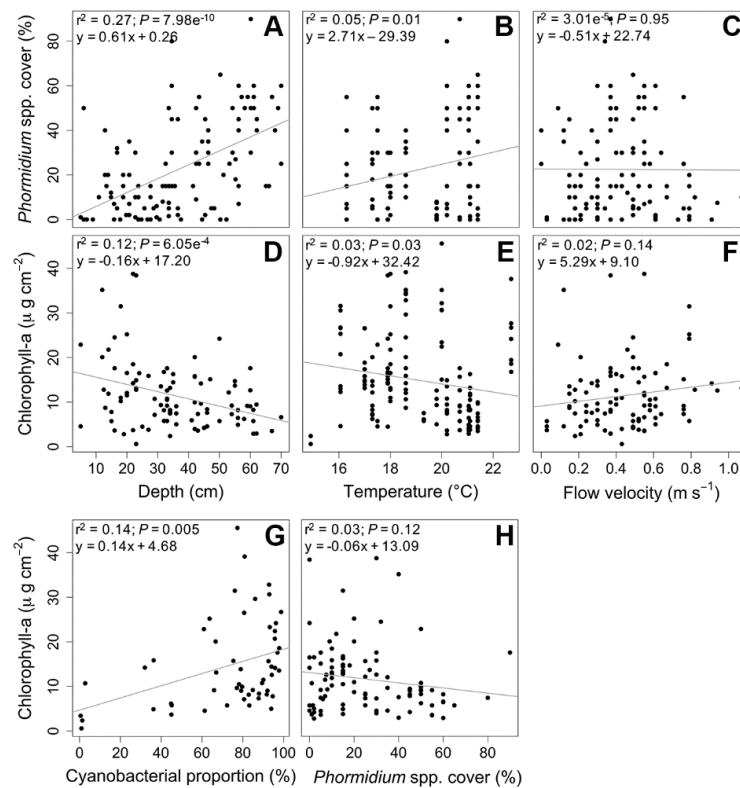 r² = 0.27; P = 7.98e⁻¹⁰
y = 0.61x + 0.26
A
r² = 0.05; P = 0.01
y = 2.71x − 29.39
B
r² = 3.01e⁻⁵; P = 0.95
y = -0.51x + 22.74
C
Phormidium spp. cover (%)
0 20 40 60 80
r² = 0.12; P = 6.05e⁻⁴
y = -0.16x + 17.20
D
r² = 0.03; P = 0.03
y = -0.92x + 32.42
E
r² = 0.02; P = 0.14
y = 5.29x + 9.10
F
Chlorophyll-a (μ g cm⁻²)
0 10 20 30 40
10 20 30 40 50 60 70
16 18 20 22
0.0 0.2 0.4 0.6 0.8 1.0
Depth (cm)
Temperature (°C)
Flow velocity (m s⁻¹)
r² = 0.14; P = 0.005
y = 0.14x + 4.68
G
r² = 0.03; P = 0.12
y = -0.06x + 13.09
H
Chlorophyll-a (μ g cm⁻²)
0 10 20 30 40
0 20 40 60 80 100
0 20 40 60 80
Cyanobacterial proportion (%)
Phormidium spp. cover (%)